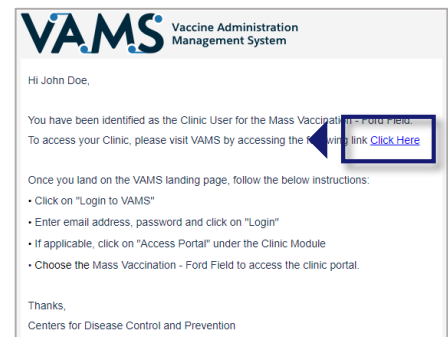 VAMS Vaccine Administration
Management System
Hi John Doe,
You have been identified as the Clinic User for the Mass Vaccination - Ford Field.
To access your Clinic, please visit VAMS by accessing the following link Click Here
Once you land on the VAMS landing page, follow the below instructions:
• Click on "Login to VAMS"
• Enter email address, password and click on "Login"
• If applicable, click on "Access Portal" under the Clinic Module
• Choose the Mass Vaccination - Ford Field to access the clinic portal.
Thanks,
Centers for Disease Control and Prevention